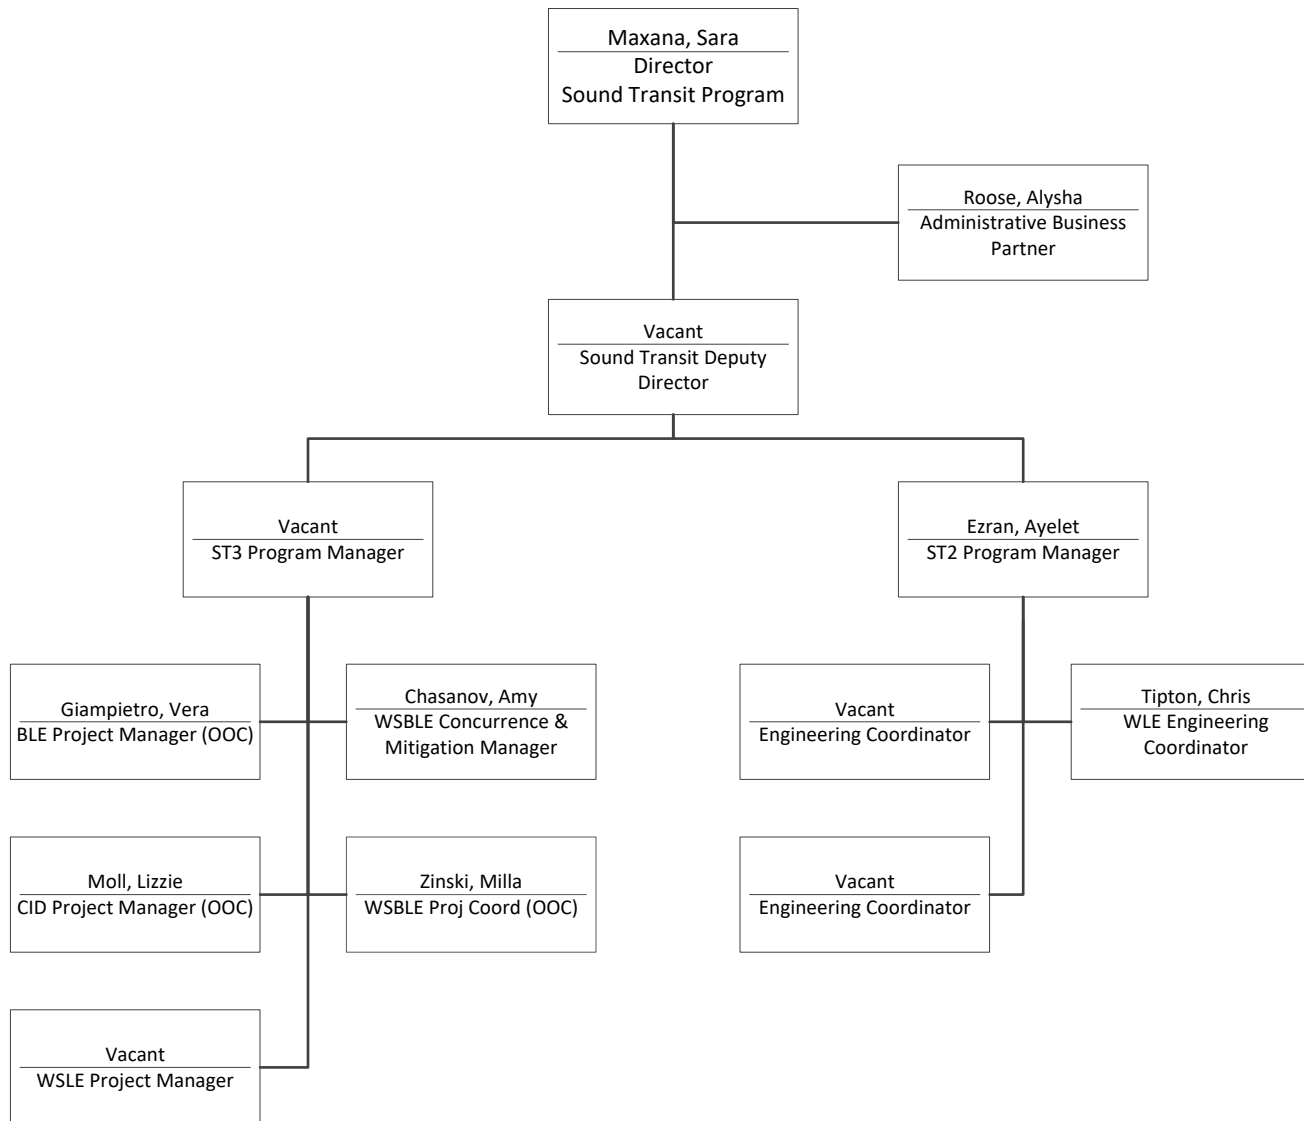 Maxana, Sara
Director
Sound Transit Program
Roose, Alysha
Administrative Business
Partner
Vacant
Sound Transit Deputy
Director
Vacant
ST3 Program Manager
Ezran, Ayelet
ST2 Program Manager
Giampietro, Vera
BLE Project Manager (OOC)
Chasanov, Amy
WSBLE Concurrence &
Mitigation Manager
Vacant
Engineering Coordinator
Tipton, Chris
WLE Engineering
Coordinator
Moll, Lizzie
CID Project Manager (OOC)
Zinski, Milla
WSBLE Proj Coord (OOC)
Vacant
Engineering Coordinator
Vacant
WSLE Project Manager